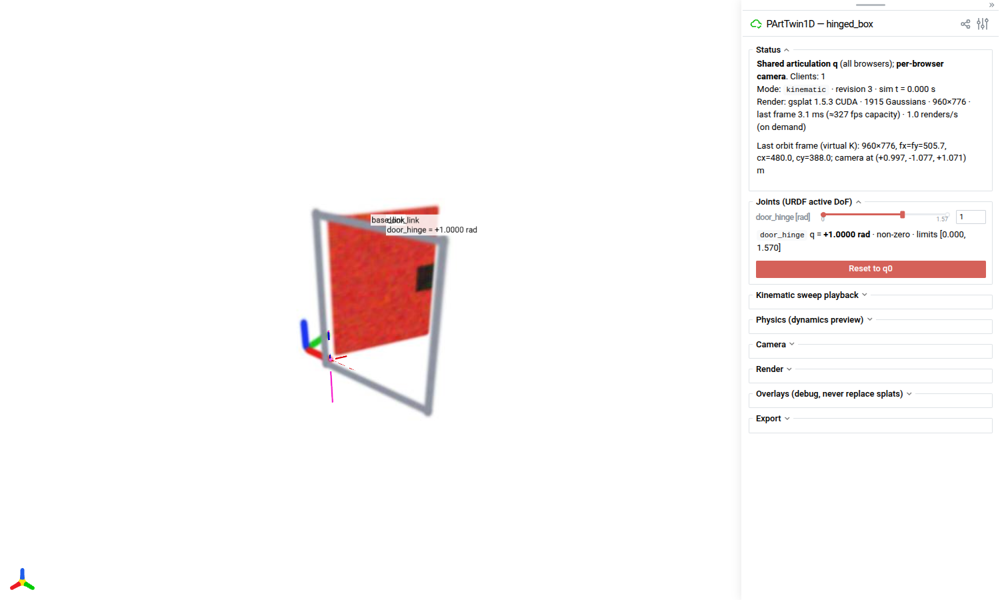 PArtTwin1D — hinged_box
Status
Shared articulation q (all browsers); per-browser
camera. Clients: 1
Mode: kinematic · revision 3 · sim t = 0.000 s
Render: gsplat 1.5.3 CUDA · 1915 Gaussians · 960×776 ·
last frame 3.1 ms (≈327 fps capacity) · 1.0 renders/s
(on demand)
Last orbit frame (virtual K): 960×776, fx=fy=505.7,
cx=480.0, cy=388.0; camera at (+0.997, -1.077, +1.071)
m
Joints (URDF active DoF)
door_hinge [rad]
0
1.57
1
door_hinge q = +1.0000 rad · non-zero · limits [0.000,
1.570]
Reset to q0
Kinematic sweep playback
Physics (dynamics preview)
Camera
Render
Overlays (debug, never replace splats)
Export
door_hinge = +1.0000 rad